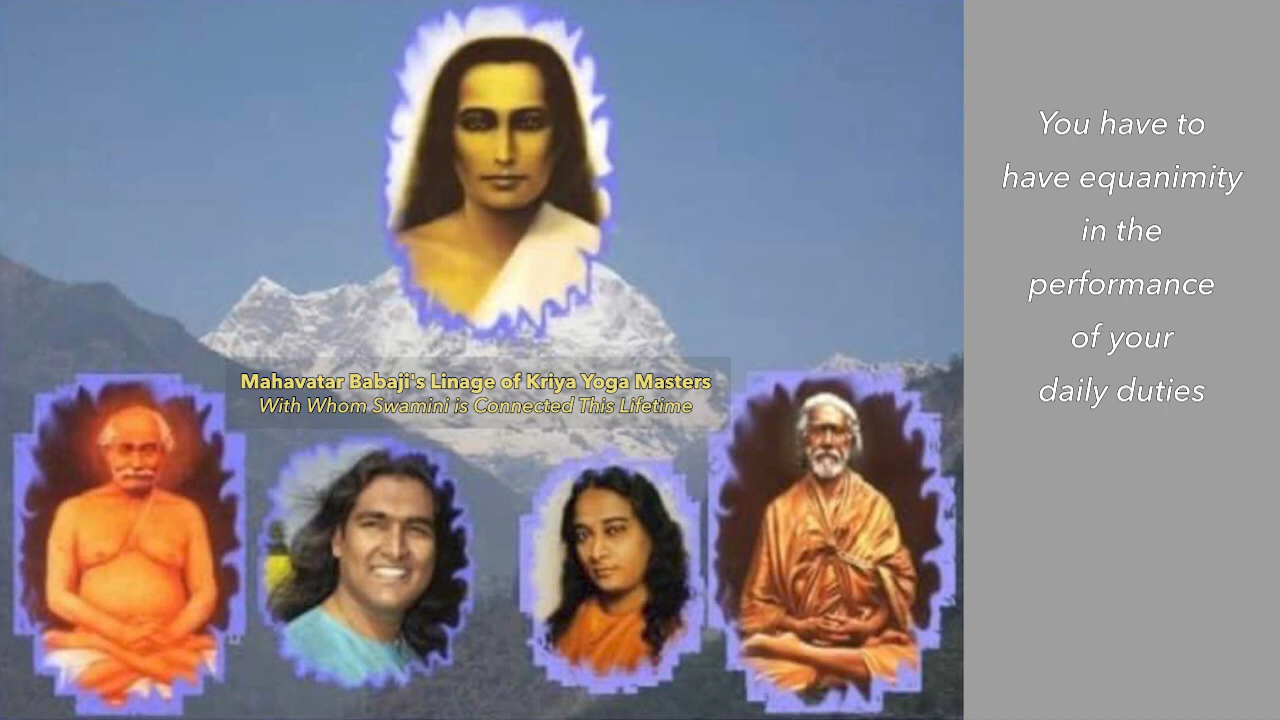 Mahavatar Babaji's Linage of Kriya Yoga Masters
With Whom Swamini is Connected This Lifetime
You have to
have equanimity
in the
performance
of your
daily duties